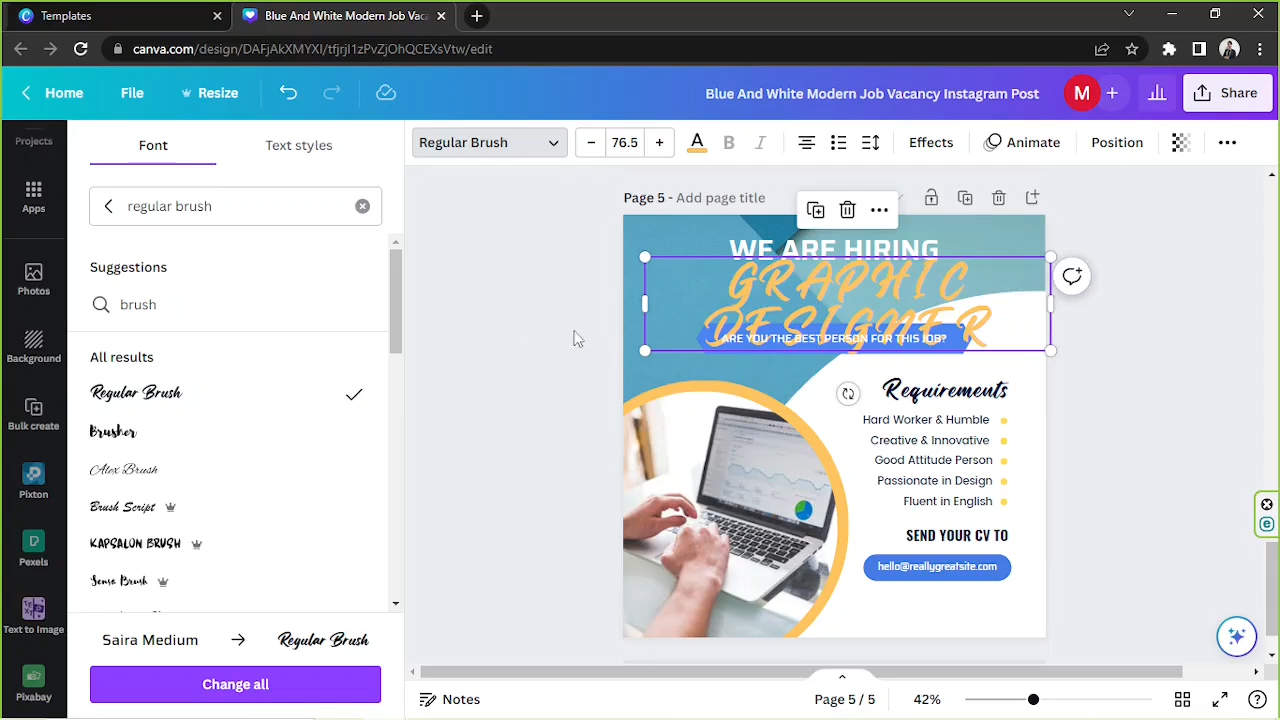 Templates
Blue And White Modern Job Vacanc
canva.com/design/DAFjAkXMYXI/tfjrjI1zPvZjOhQCEXsVtw/edit
Home
File
Resize
Blue And White Modern Job Vacancy Instagram Post
M
Share
Projects
Apps
Photos
Background
Bulk create
Pixton
Pexels
Text to Image
Pixabay
Font
Text styles
regular brush
Suggestions
brush
All results
Regular Brush
Brusher
Alex Brush
Brush Script
KAPSALON BRUSH
Senso Brush
Saira Medium
Regular Brush
Change all
Regular Brush
76.5
A
B
I
Effects
Animate
Position
Page 5 - Add page title
WE ARE HIRING
GRAPHIC
DESIGNER
ARE YOU THE BEST PERSON FOR THIS JOB?
Requirements
Hard Worker & Humble
Creative & Innovative
Good Attitude Person
Passionate in Design
Fluent in English
SEND YOUR CV TO
hello@reallygreatsite.com
Notes
Page 5 / 5
42%